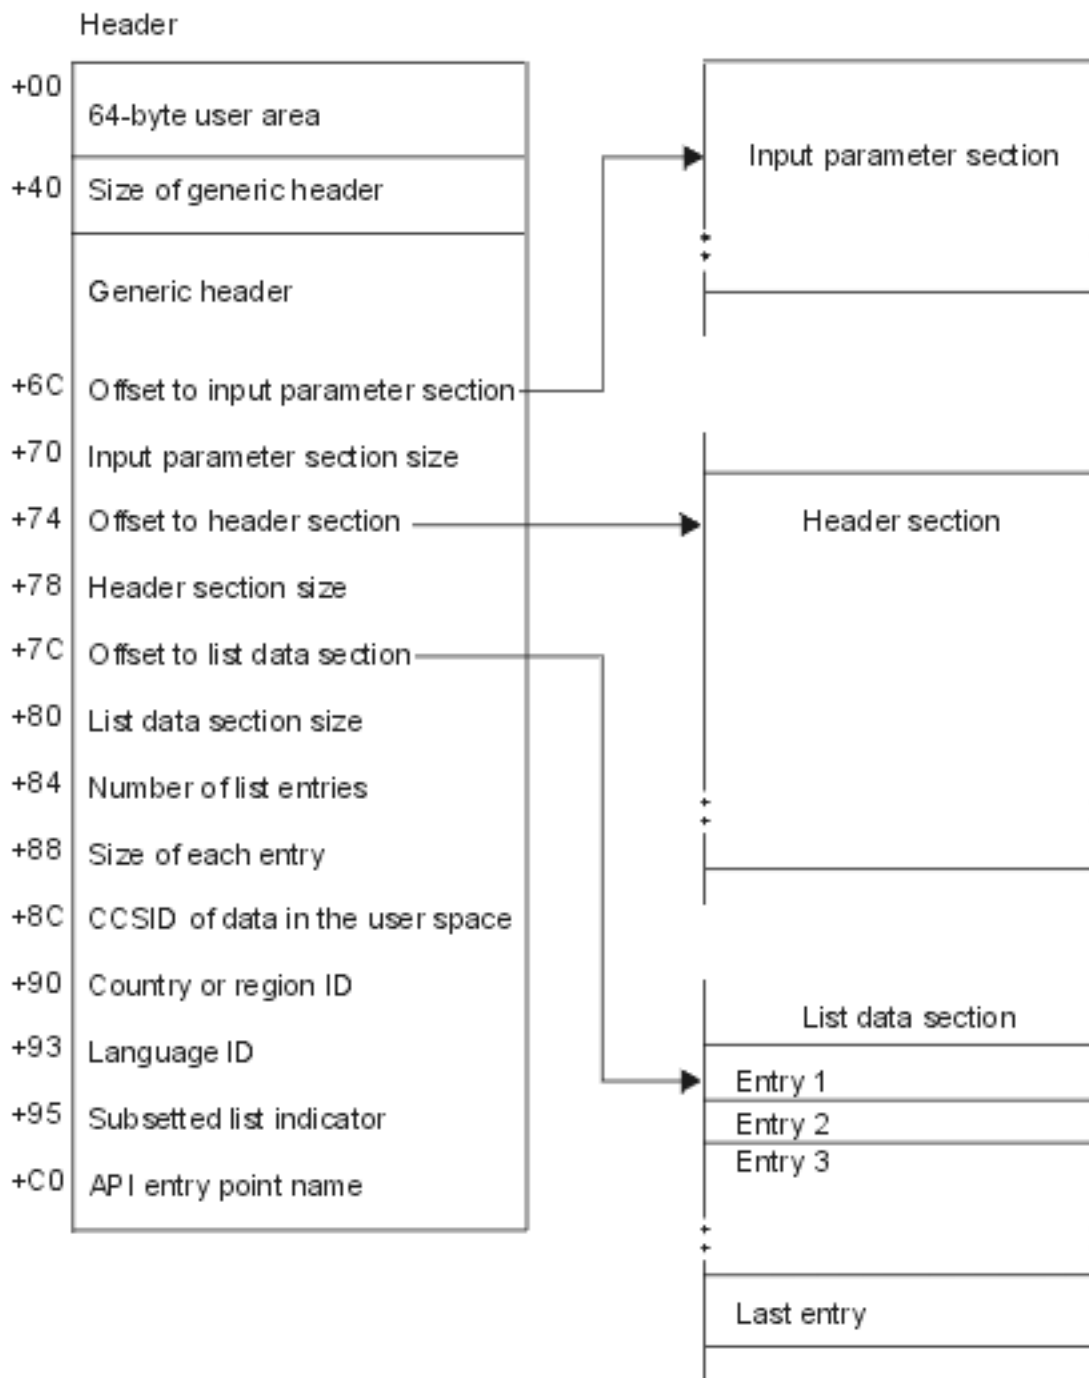 Header
+00
64-byte user area
+40
Size of generic header
Generic header
+6C
Offset to input parameter section
+70
Input parameter section size
+74
Offset to header section
+78
Header section size
+7C
Offset to list data section
+80
List data section size
+84
Number of list entries
+88
Size of each entry
+8C
CCSID of data in the user space
+90
Country or region ID
+93
Language ID
+95
Subsetted list indicator
+C0
API entry point name
Input parameter section
Header section
List data section
Entry 1
Entry 2
Entry 3
Last entry